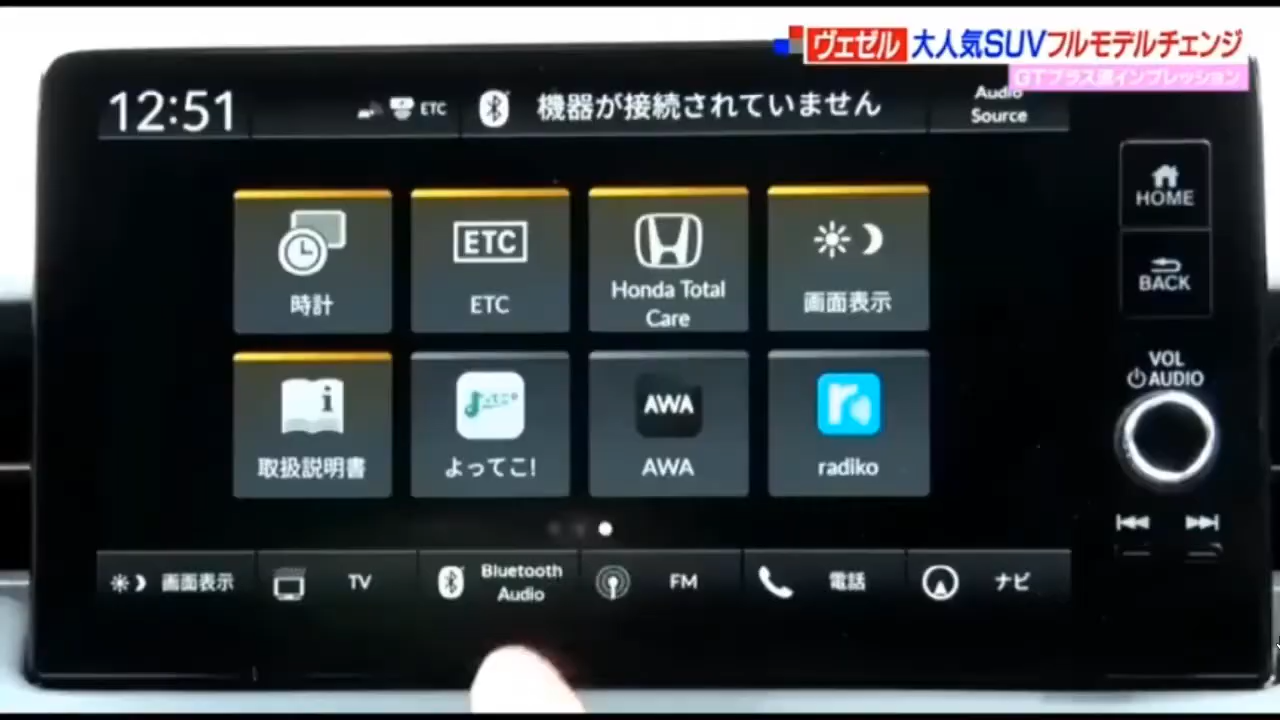 ヴェゼル 大人気SUVフルモデルチェンジ
GTプラス流インプレッション
12:51
ETC
機器が接続されていません
Audio
Source
HOME
BACK
VOL
AUDIO
時計
ETC
ETC
Honda Total
Care
画面表示
i
取扱説明書
よってこ!
AWA
AWA
radiko
画面表示
TV
Bluetooth
Audio
FM
電話
ナビ